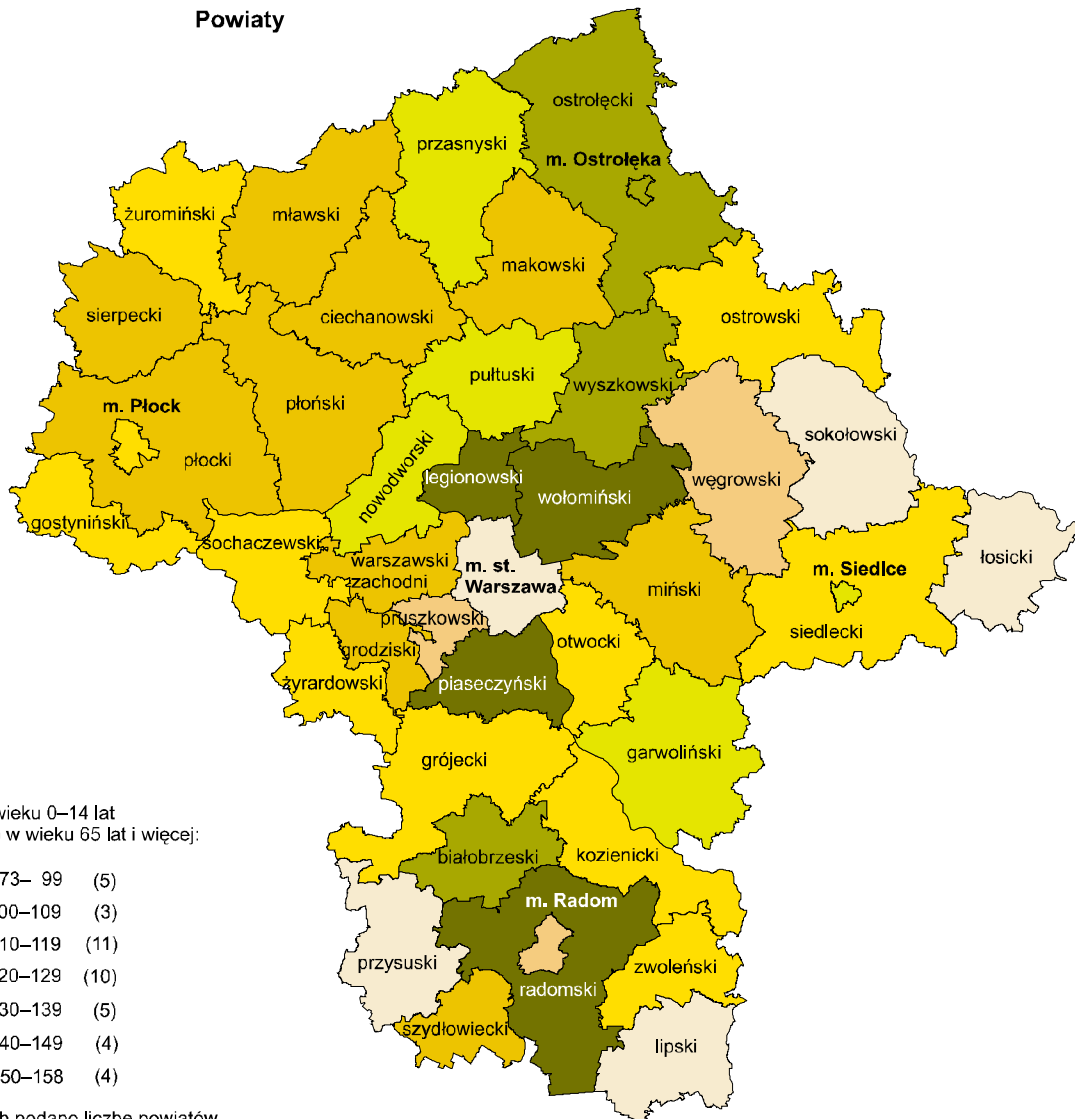 Powiaty
ostrołęcki
przasnyski
m. Ostrołęka
żuromiński
mławski
makowski
sierpecki
ciechanowski
ostrowski
pułtuski
wyszkowski
m. Płock
płoński
sokołowski
płocki
nowodworski
legionowski
wołomiński
węgrowski
gostyniński
sochaczewski
warszawski
zachodni
m. st.
Warszawa
miński
m. Siedlce
łosicki
pruszkowski
siedlecki
grodziski
otwocki
żyrardowski
piaseczyński
garwoliński
grójecki
wieku 0–14 lat
w wieku 65 lat i więcej:
białobrzeski
kozienicki
73– 99 (5)
m. Radom
00–109 (3)
10–119 (11)
przysuski
zwoleński
20–129 (10)
radomski
30–139 (5)
szydłowiecki
40–149 (4)
lipski
50–158 (4)
podano liczbę powiatów